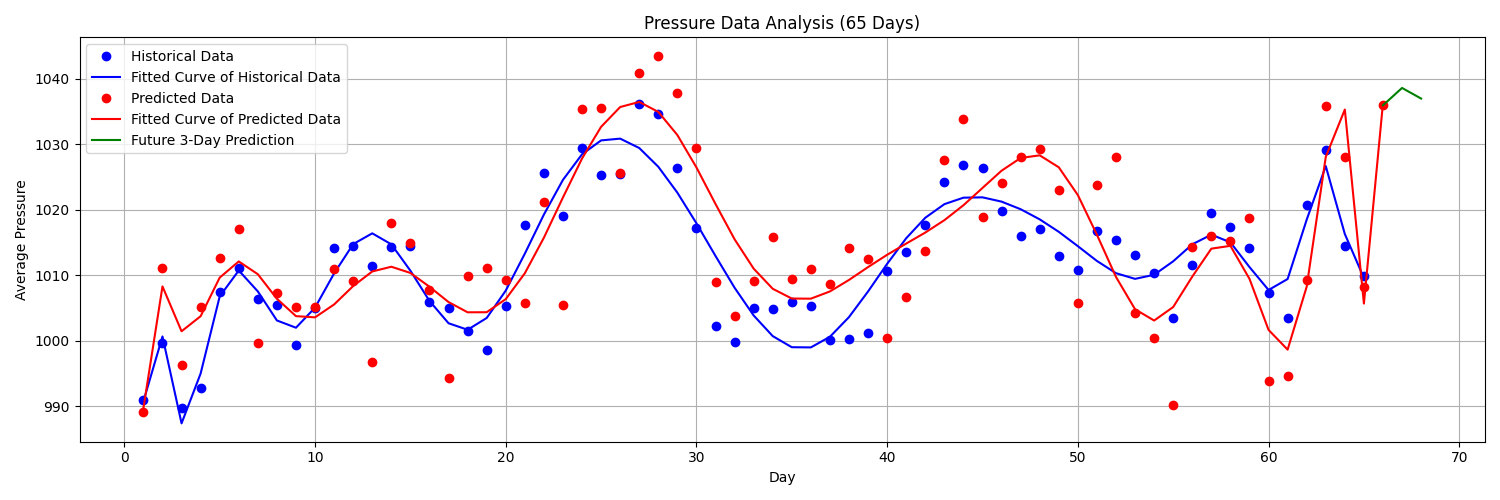 Pressure Data Analysis (65 Days)
Historical Data
Fitted Curve of Historical Data
Predicted Data
Fitted Curve of Predicted Data
Future 3-Day Prediction
Average Pressure
1040
1030
1020
1010
1000
990
0 10 20 30 40 50 60 70
Day